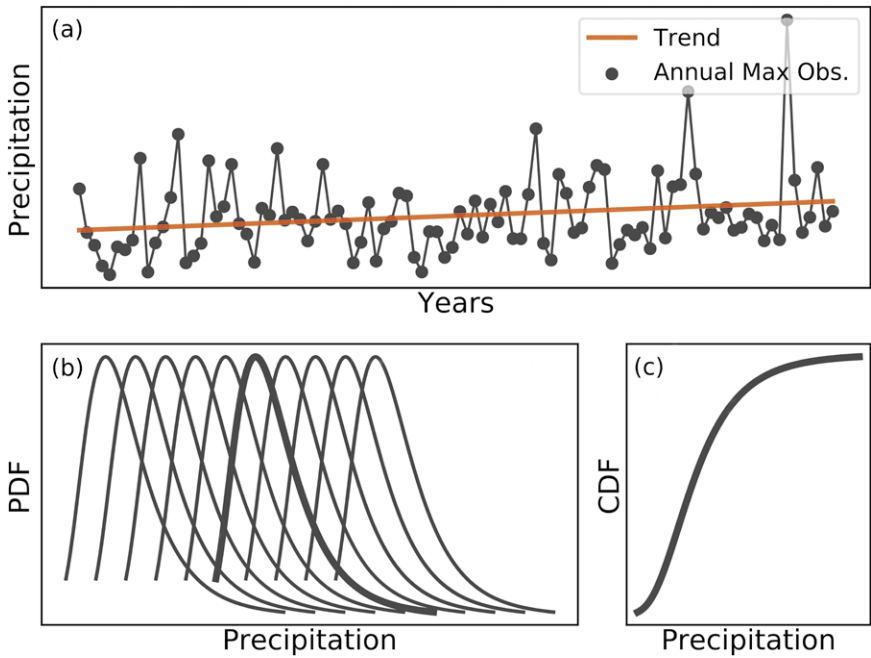 (a)
Trend
Annual Max Obs.
Precipitation
Years
(b)
PDF
Precipitation
(c)
CDF
Precipitation